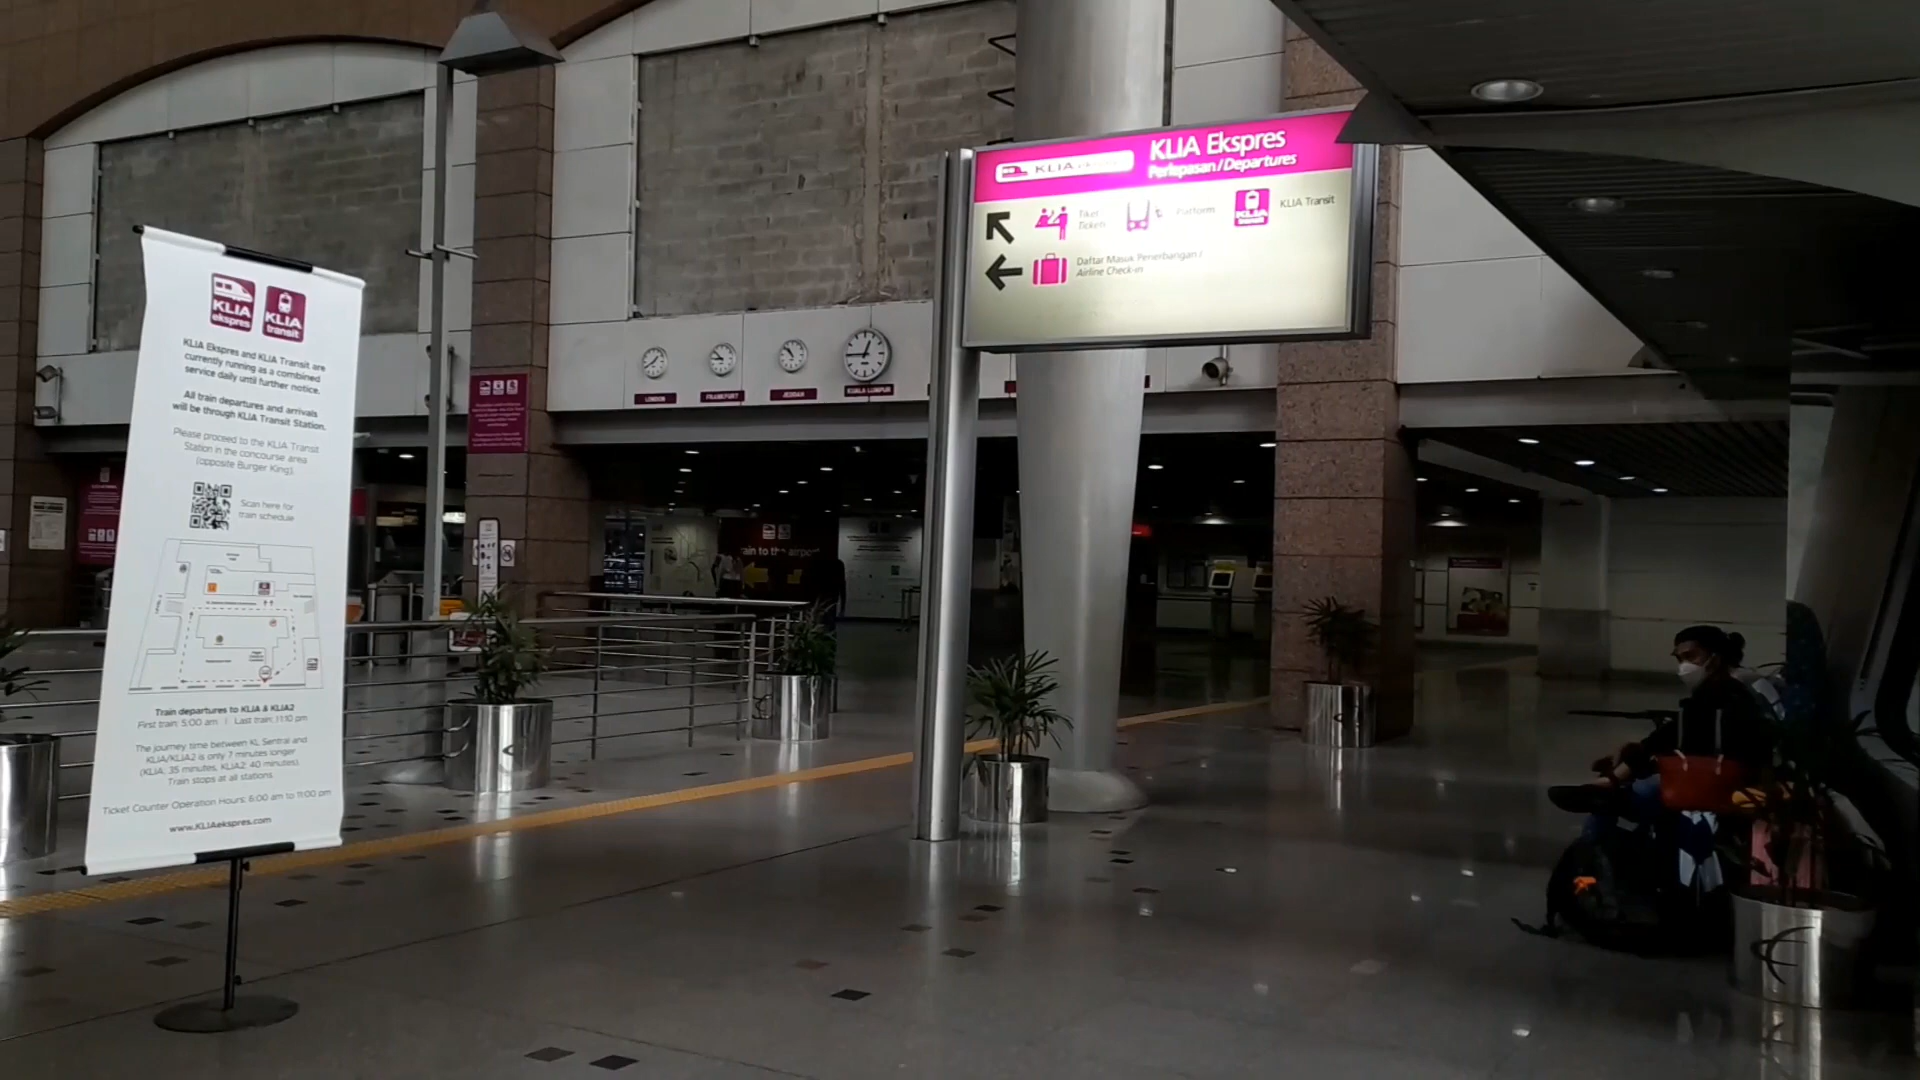 KLIA
ekspres
KLIA
transit
KLIA Ekspres and KLIA Transit are
currently running as a combined
service daily until further notice.
All train departures and arrivals
will be through KLIA Transit Station.
Please proceed to the KLIA Transit
Station in the concourse area
(opposite Burger King).
Scan here for
train schedule
Train departures to KLIA & KLIA2
First train: 5:00 am | Last train: 11:10 pm
The journey time between KL Sentral and
KLIA/KLIA2 is only 7 minutes longer
(KLIA: 35 minutes, KLIA2: 40 minutes).
Train stops at all stations.
Ticket Counter Operation Hours: 6:00 am to 11:00 pm
www.KLIAekspres.com
LONDON
FRANKFURT
JEDDAH
KUALA LUMPUR
KLIA
KLIA Ekspres
Perlepasan / Departures
Tiket
Tickets
Platform
KLIA
transit
KLIA Transit
Daftar Masuk Penerbangan /
Airline Check-in
train to the airport